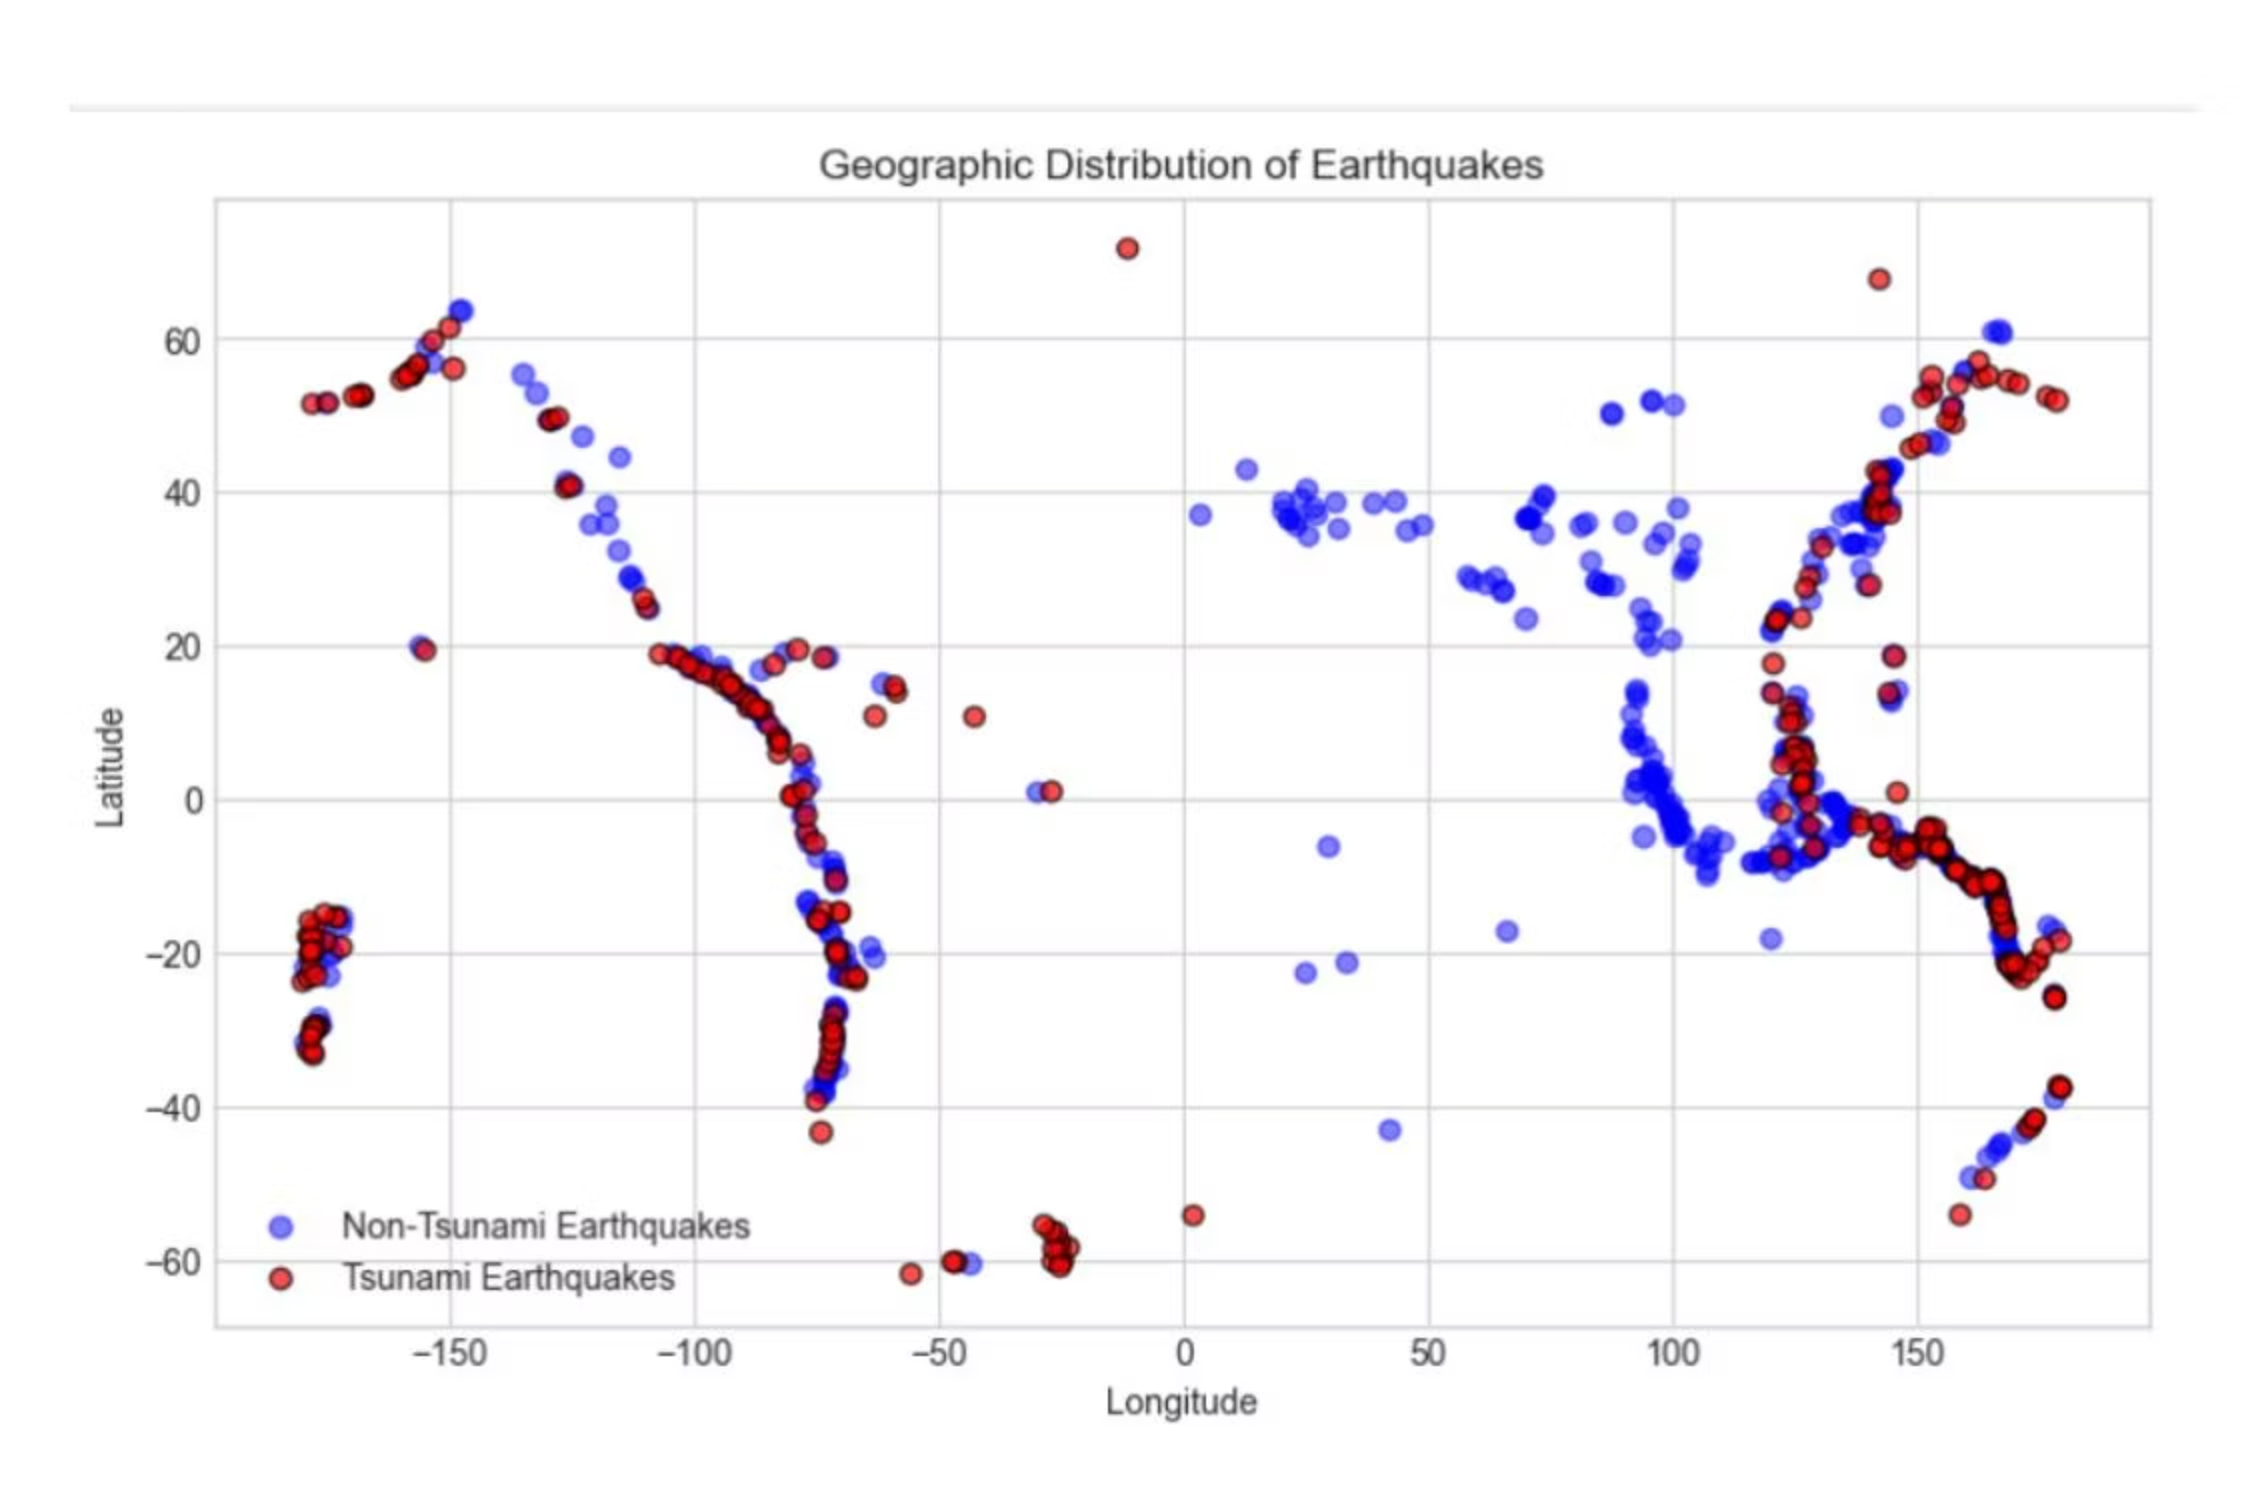 Geographic Distribution of Earthquakes
60
40
20
0
−20
−40
−60
Latitude
Non-Tsunami Earthquakes
Tsunami Earthquakes
−150
−100
−50
0
50
100
150
Longitude